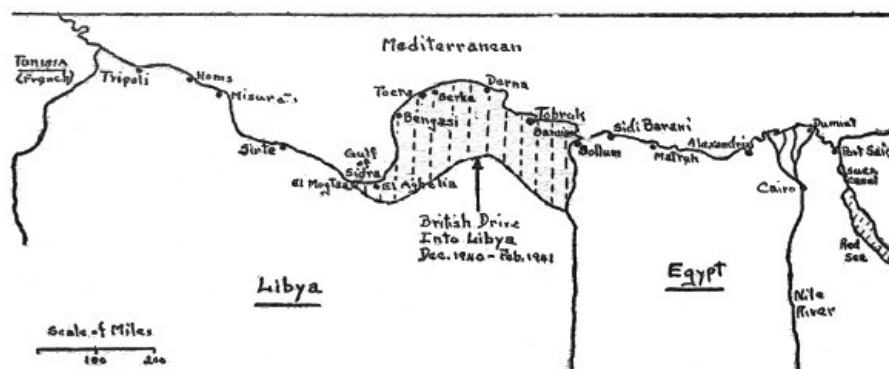 Mediterranean
Tunisia
(French)
Tripoli
Homs
Misurata
Sirte
Gulf
of
Sidra
El Agheila
Bengasi
Tocra
Berka
Derna
Tobruk
Sollum
Sidi Barani
Matruh
Alexandria
Dumiat
Port Said
Suez
Canal
Cairo
Red
Sea
British Drive
Into Libya
Dec. 1940 - Feb. 1941
Libya
Egypt
Nile
River
Scale of Miles
100 200